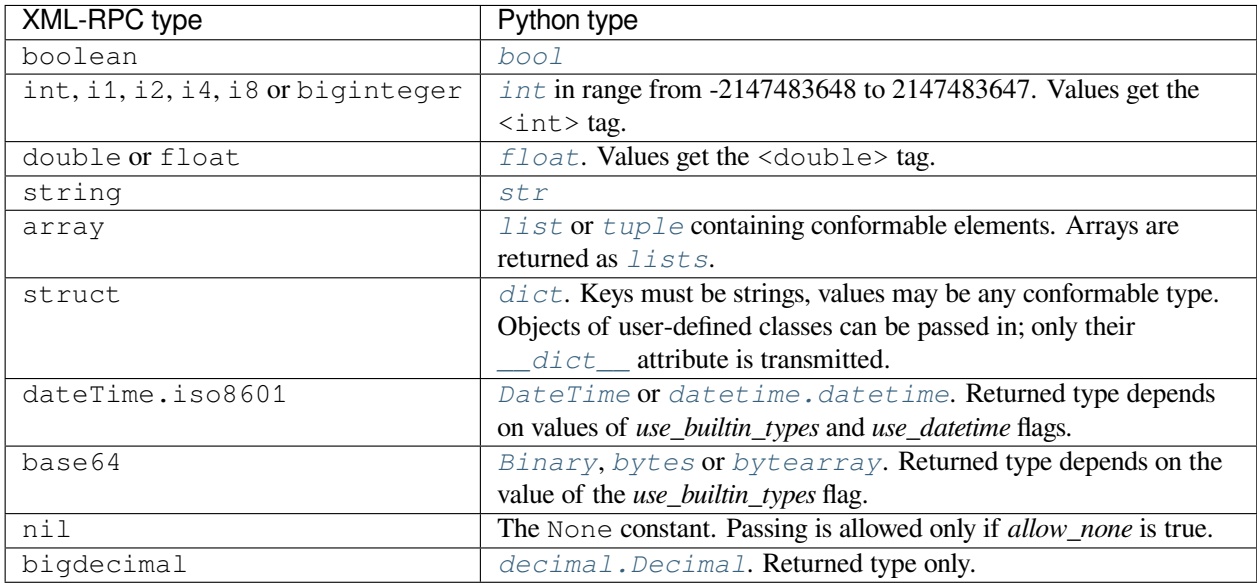 XML-RPC type Python type
boolean bool
int, i1, i2, i4, i8 or biginteger int in range from -2147483648 to 2147483647. Values get the
<int> tag.
double or float float. Values get the <double> tag.
string str
array list or tuple containing conformable elements. Arrays are
returned as lists.
struct dict. Keys must be strings, values may be any conformable type.
Objects of user-defined classes can be passed in; only their
__dict__ attribute is transmitted.
dateTime.iso8601 DateTime or datetime.datetime. Returned type depends
on values of use_builtin_types and use_datetime flags.
base64 Binary, bytes or bytearray. Returned type depends on the
value of the use_builtin_types flag.
nil The None constant. Passing is allowed only if allow_none is true.
bigdecimal decimal.Decimal. Returned type only.